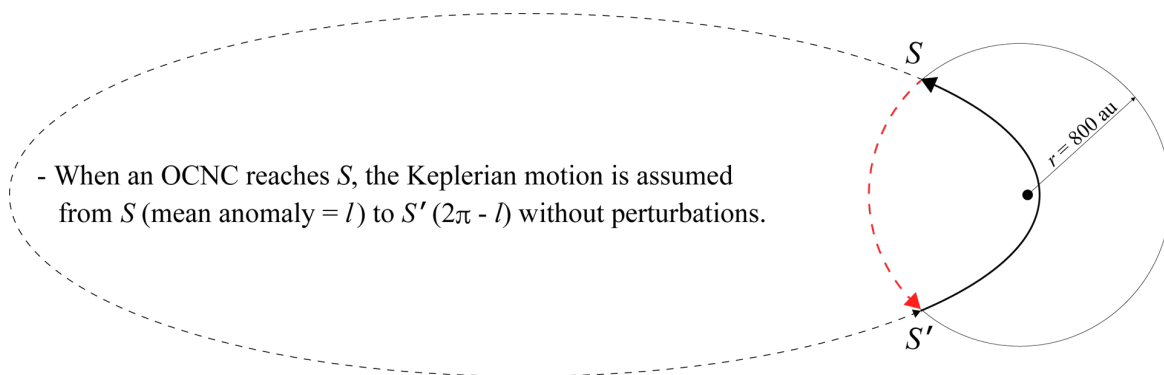 S
r = 800 au
- When an OCNC reaches S, the Keplerian motion is assumed
from S (mean anomaly = l) to S′ (2π - l) without perturbations.
S′